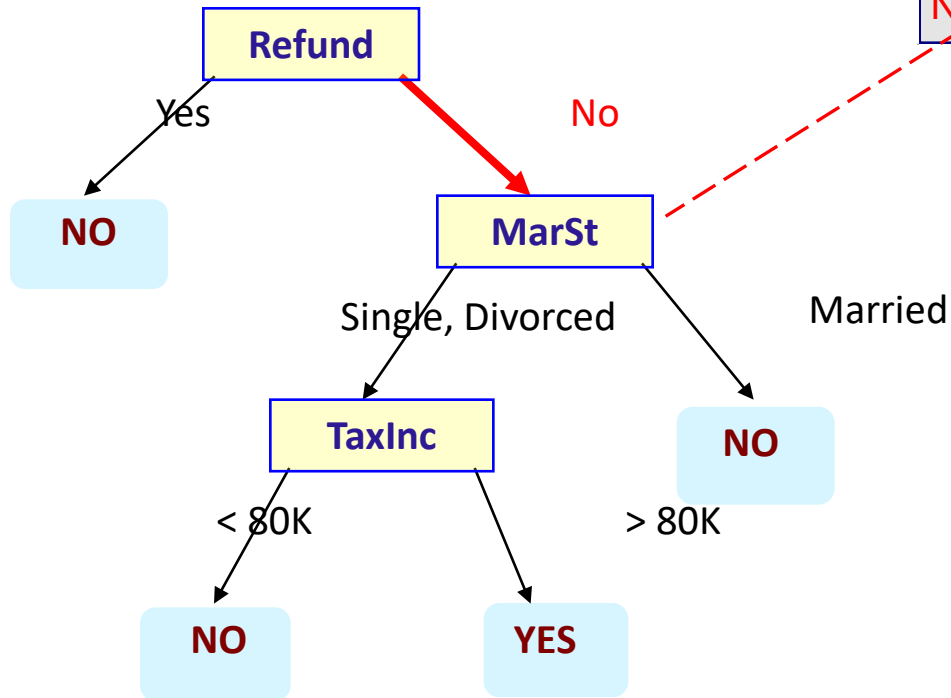 Refund
Yes
No
NO
MarSt
Single, Divorced
Married
TaxInc
NO
< 80K
> 80K
NO
YES